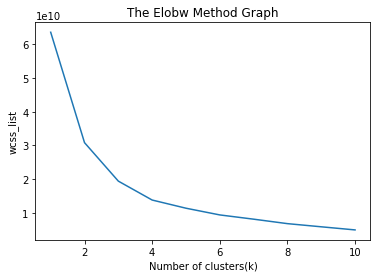 The Elobw Method Graph
1e10
6
5
4
3
2
1
wcss_list
2 4 6 8 10
Number of clusters(k)